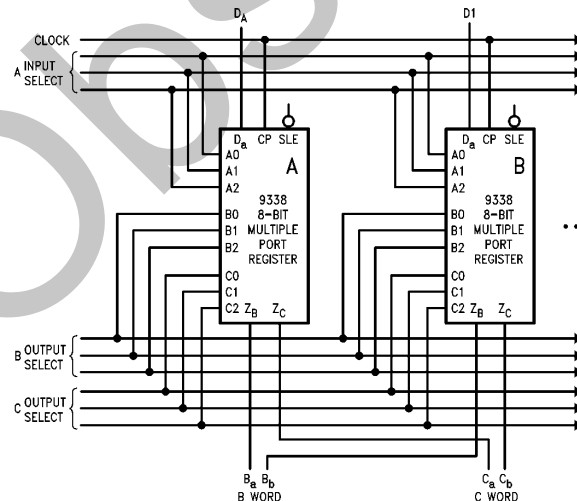 DA D1
CLOCK
A INPUT SELECT
Da CP SLE
A
A0
A1
A2
B0
B1
B2
C0
C1
C2 ZB ZC
9338
8-BIT
MULTIPLE
PORT
REGISTER
Da CP SLE
B
A0
A1
A2
B0
B1
B2
C0
C1
C2 ZB ZC
9338
8-BIT
MULTIPLE
PORT
REGISTER
B OUTPUT SELECT
C OUTPUT SELECT
Ba Bb
B WORD
Ca Cb
C WORD